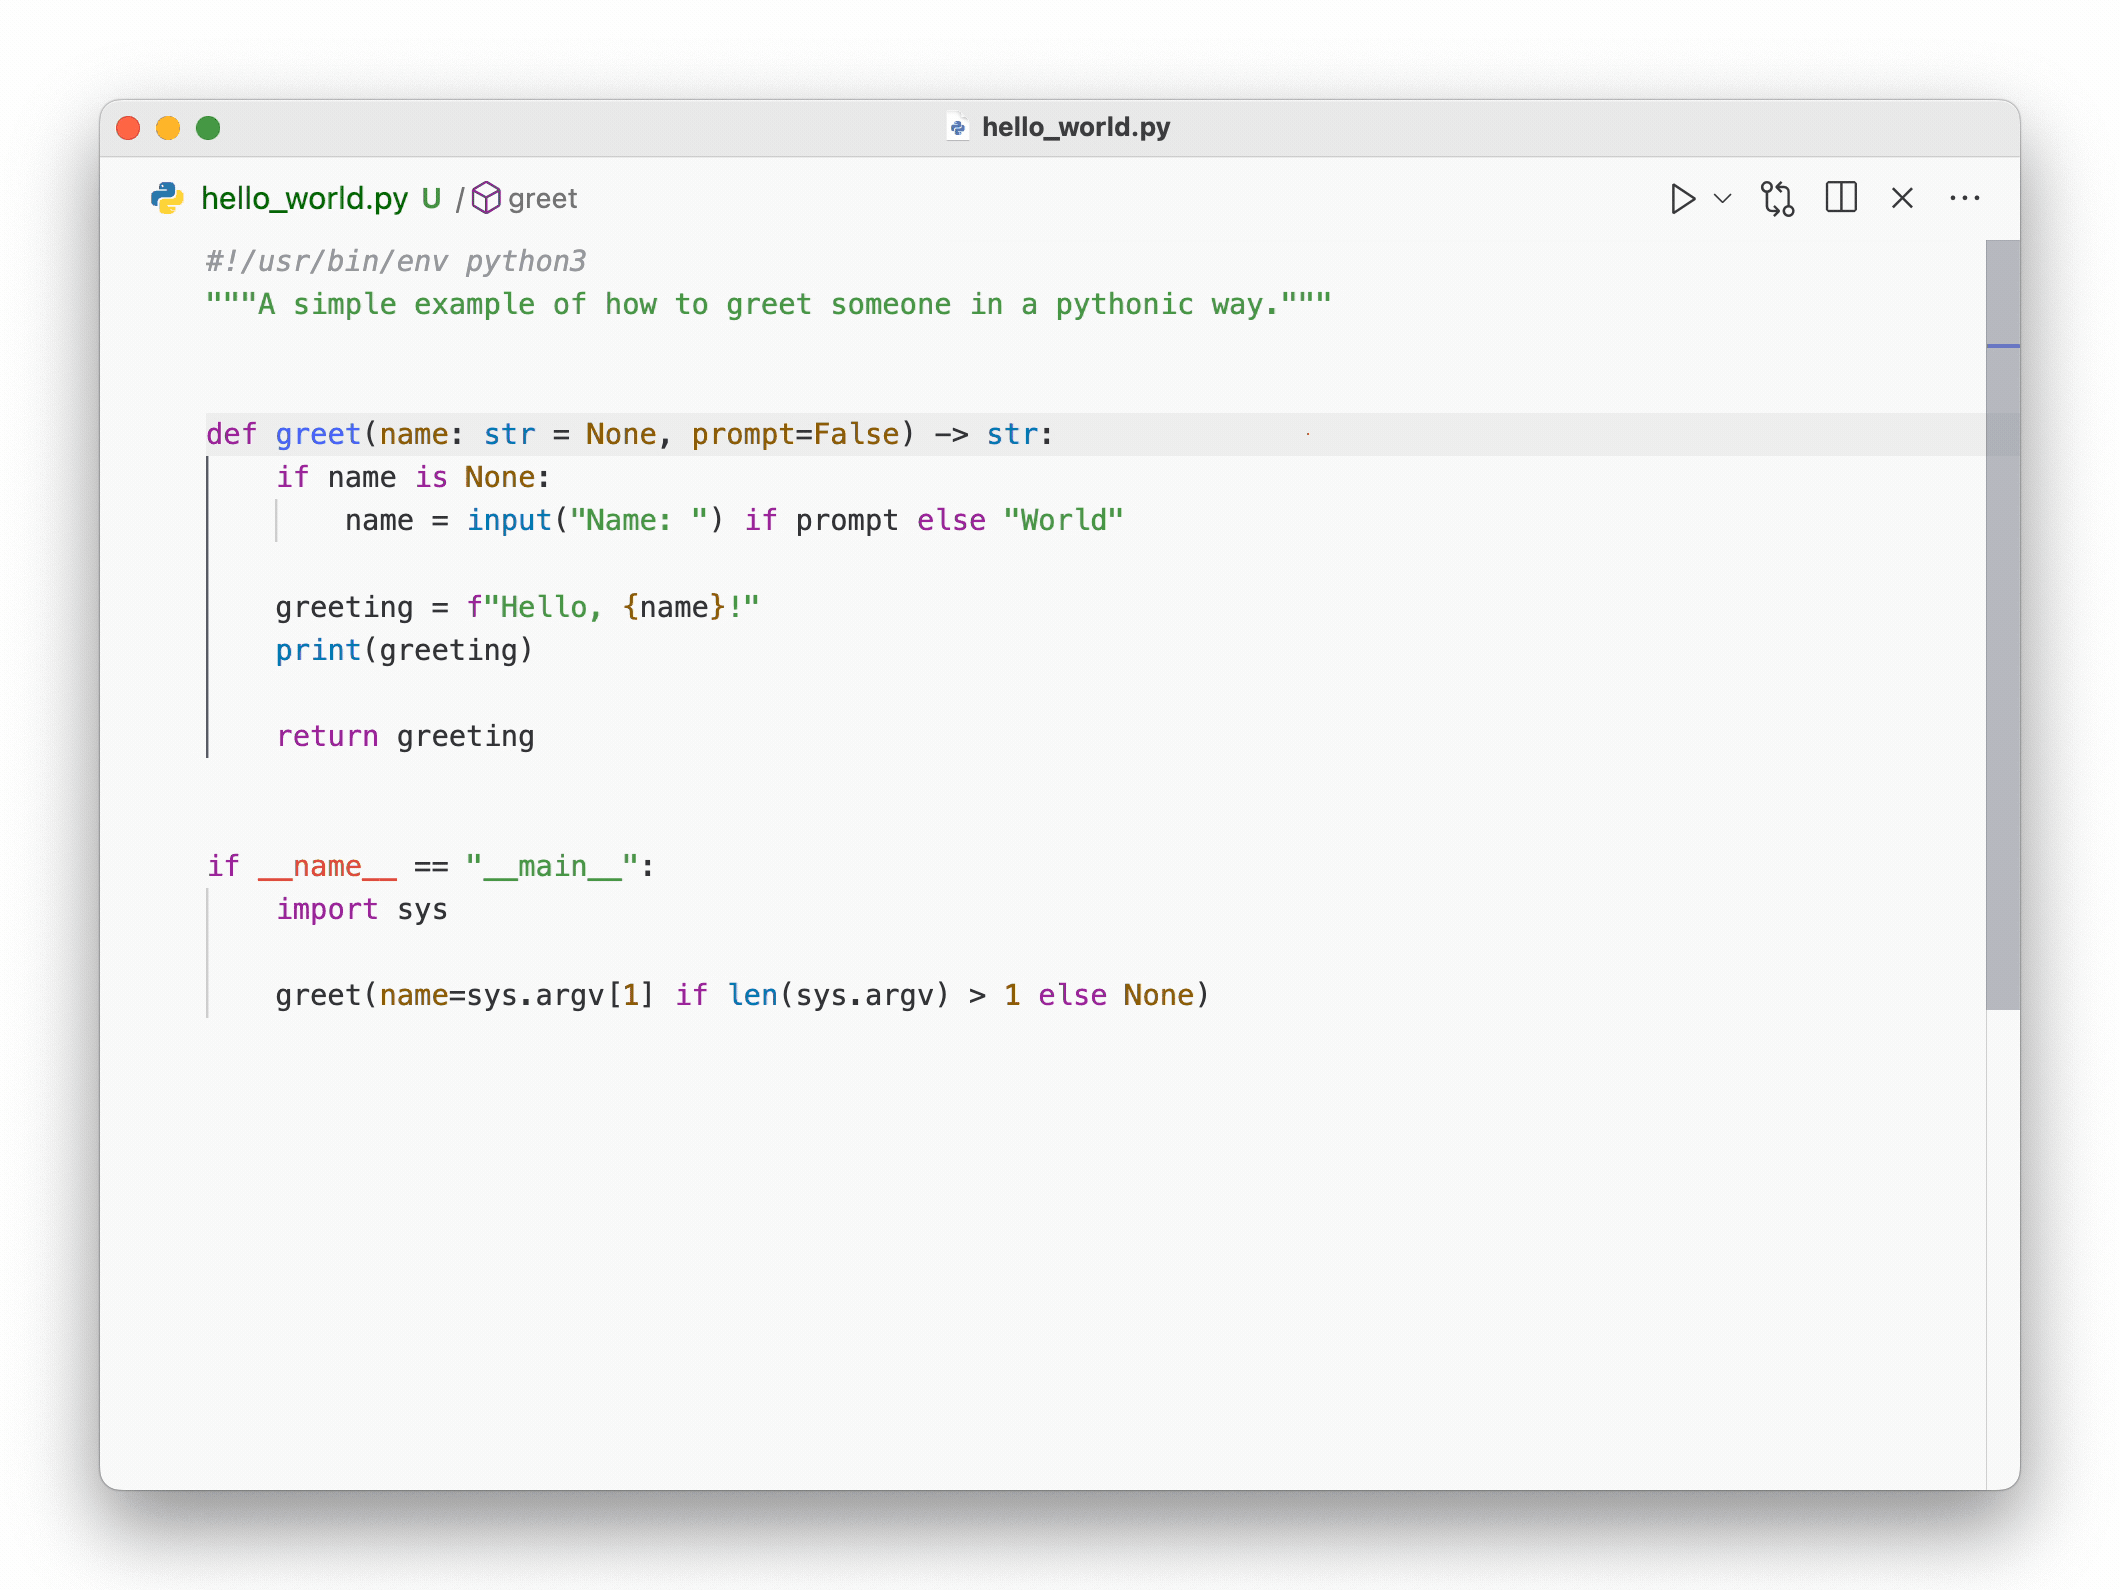 hello_world.py
hello_world.py U / greet
#!/usr/bin/env python3
"""A simple example of how to greet someone in a pythonic way."""
def greet(name: str = None, prompt=False) -> str:
    if name is None:
        name = input("Name: ") if prompt else "World"
    greeting = f"Hello, {name}!"
    print(greeting)
    return greeting
if __name__ == "__main__":
    import sys
    greet(name=sys.argv[1] if len(sys.argv) > 1 else None)